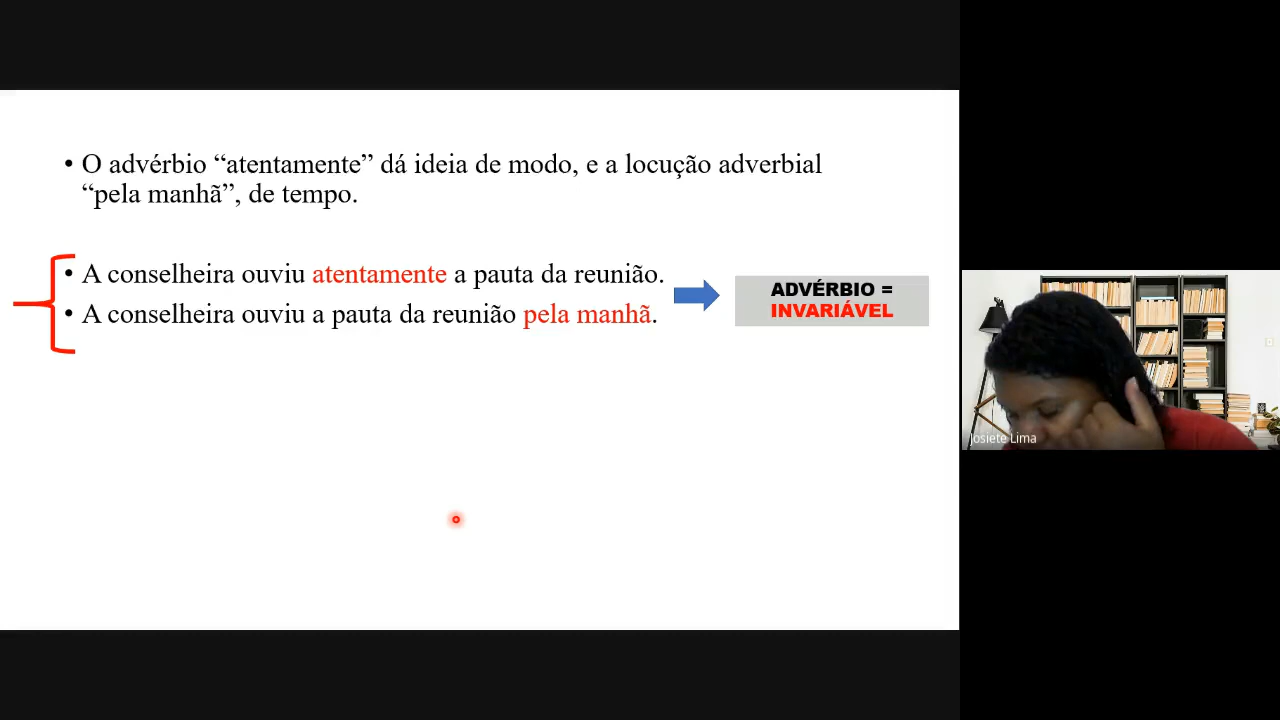 • O advérbio “atentamente” dá ideia de modo, e a locução adverbial
“pela manhã”, de tempo.
• A conselheira ouviu atentamente a pauta da reunião.
• A conselheira ouviu a pauta da reunião pela manhã.
ADVÉRBIO =
INVARIÁVEL
Josiete Lima